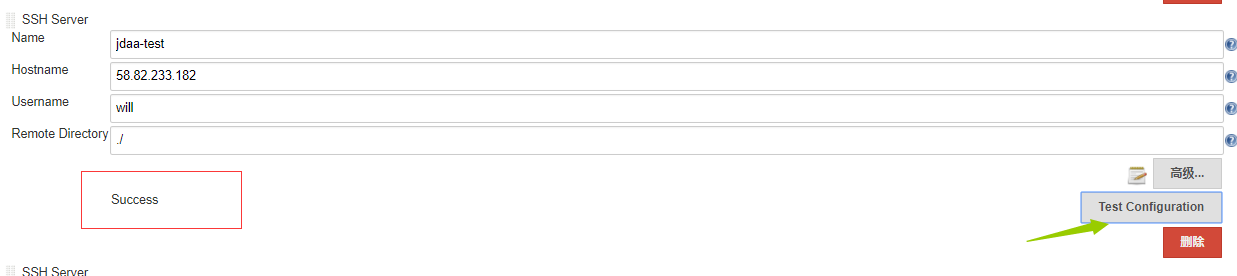 SSH Server
Name
jdaa-test
Hostname
58.82.233.182
Username
will
Remote Directory
./
高级...
Success
Test Configuration
删除
SSH Server